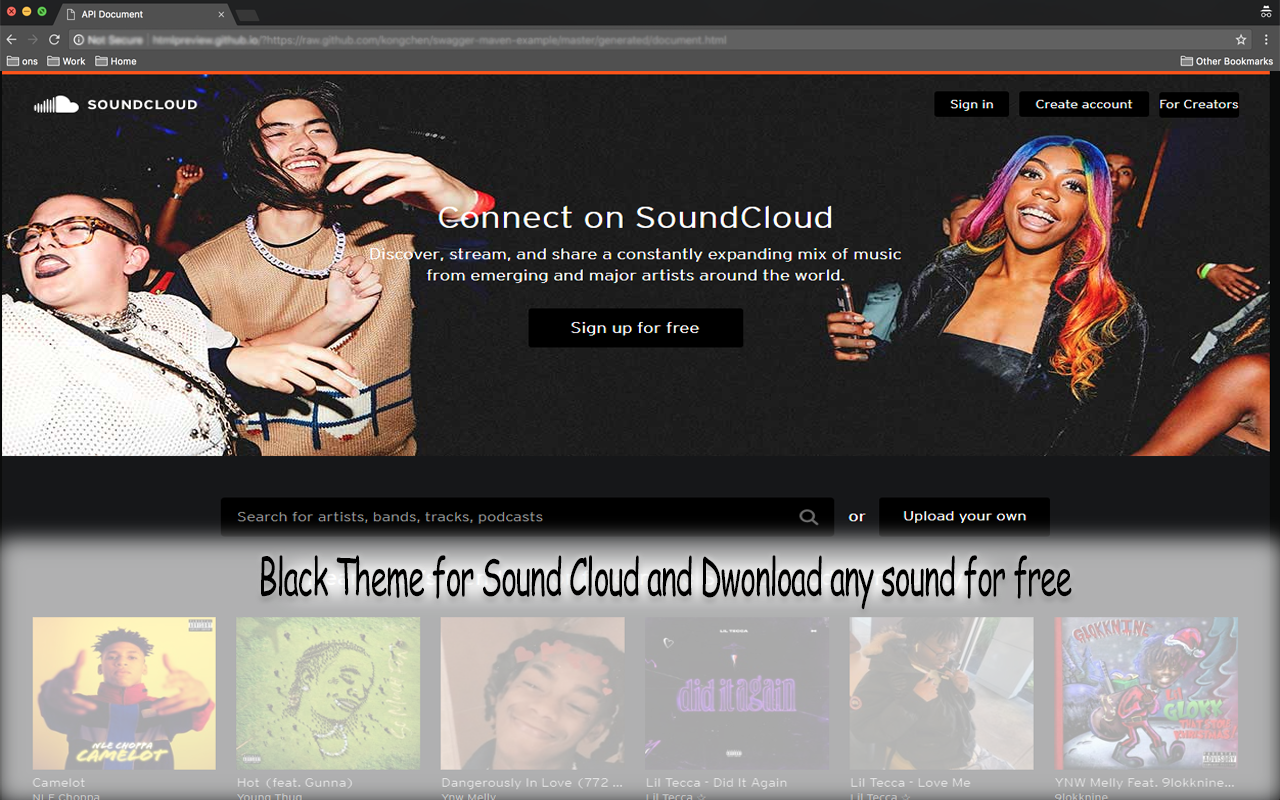 API Document
Not Secure htmlpreview.github.io/?https://raw.github.com/kongchen/swagger-maven-example/master/generated/document.html
ons Work Home Other Bookmarks
SOUNDCLOUD
Sign in Create account For Creators
Connect on SoundCloud
Discover, stream, and share a constantly expanding mix of music
from emerging and major artists around the world.
Sign up for free
Search for artists, bands, tracks, podcasts or Upload your own
Black Theme for Sound Cloud and Dwonload any sound for free
NLE CHOPPA
CAMELOT
LIL TECCA
did it again
GLOKKNINE
LIL
GLOKK
Camelot
NLE Choppa
Hot (feat. Gunna)
Young Thug
Dangerously In Love (772 ...
Ynw Melly
Lil Tecca - Did It Again
Lil Tecca ☆
Lil Tecca - Love Me
Lil Tecca ☆
YNW Melly Feat. 9lokknine...
9lokknine